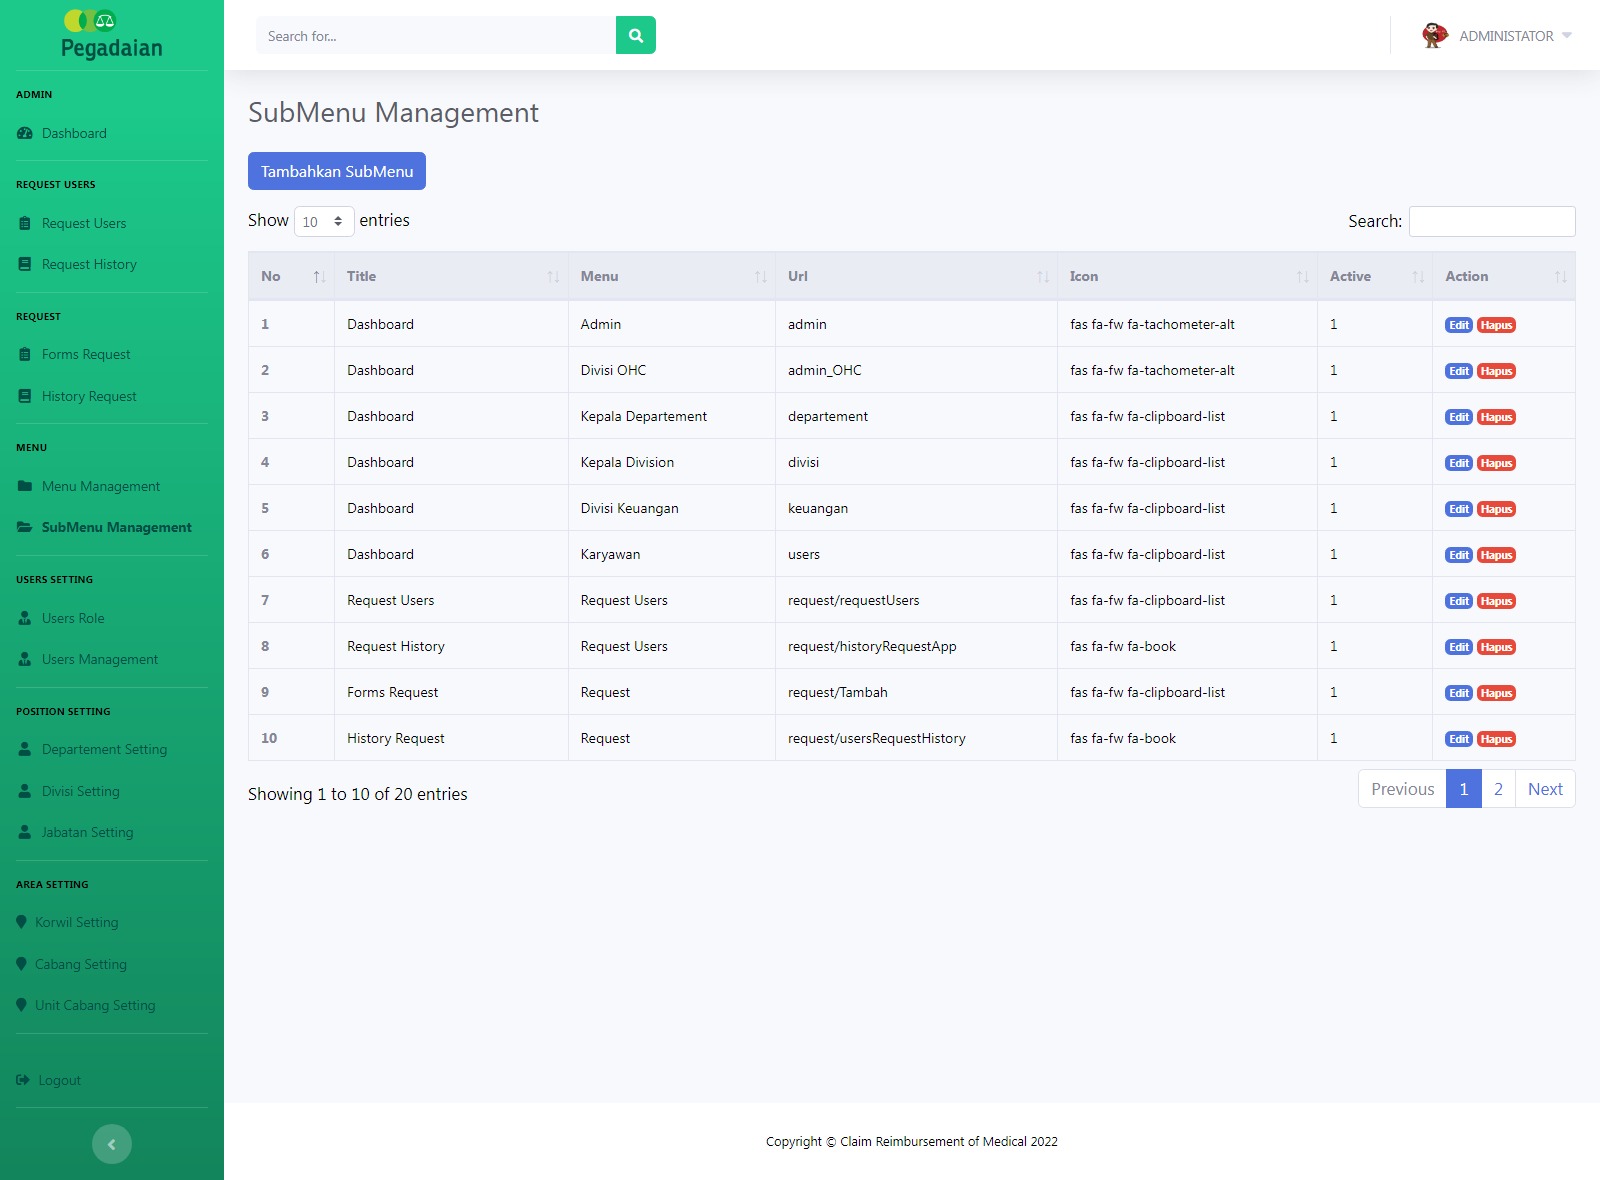 Pegadaian
Search for...
ADMINISTATOR
ADMIN
Dashboard
REQUEST USERS
Request Users
Request History
REQUEST
Forms Request
History Request
MENU
Menu Management
SubMenu Management
USERS SETTING
Users Role
Users Management
POSITION SETTING
Departement Setting
Divisi Setting
Jabatan Setting
AREA SETTING
Korwil Setting
Cabang Setting
Unit Cabang Setting
Logout
SubMenu Management
Tambahkan SubMenu
Show 10 entries Search:
No Title Menu Url Icon Active Action
1 Dashboard Admin admin fas fa-fw fa-tachometer-alt 1 Edit Hapus
2 Dashboard Divisi OHC admin_OHC fas fa-fw fa-tachometer-alt 1 Edit Hapus
3 Dashboard Kepala Departement departement fas fa-fw fa-clipboard-list 1 Edit Hapus
4 Dashboard Kepala Division divisi fas fa-fw fa-clipboard-list 1 Edit Hapus
5 Dashboard Divisi Keuangan keuangan fas fa-fw fa-clipboard-list 1 Edit Hapus
6 Dashboard Karyawan users fas fa-fw fa-clipboard-list 1 Edit Hapus
7 Request Users Request Users request/requestUsers fas fa-fw fa-clipboard-list 1 Edit Hapus
8 Request History Request Users request/historyRequestApp fas fa-fw fa-book 1 Edit Hapus
9 Forms Request Request request/Tambah fas fa-fw fa-clipboard-list 1 Edit Hapus
10 History Request Request request/usersRequestHistory fas fa-fw fa-book 1 Edit Hapus
Showing 1 to 10 of 20 entries Previous 1 2 Next
Copyright © Claim Reimbursement of Medical 2022